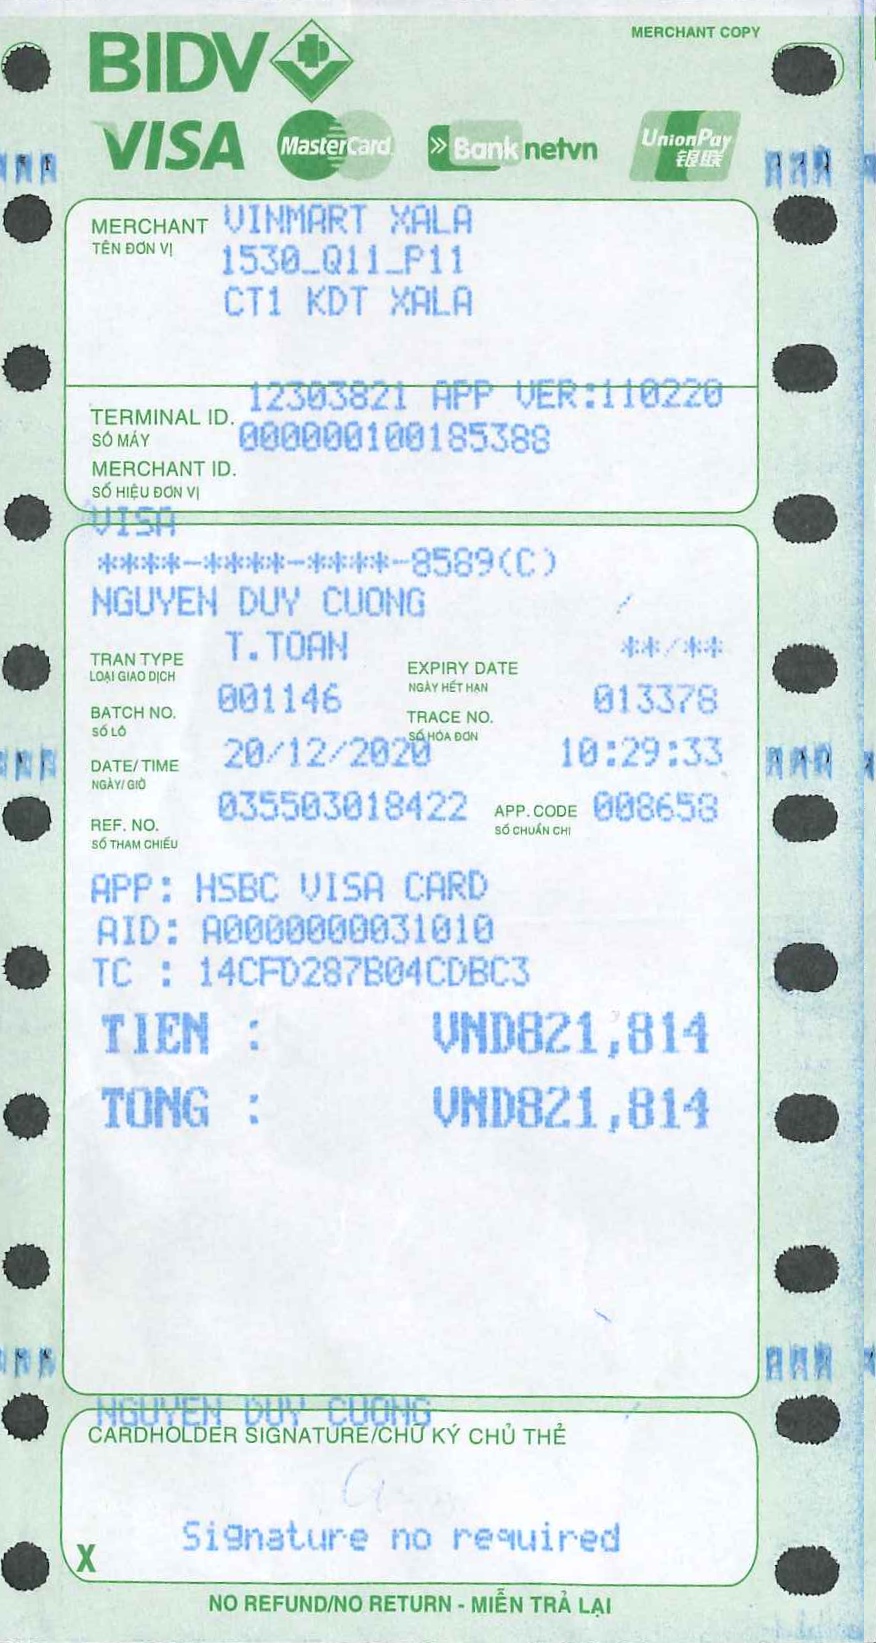 MERCHANT COPY
BIDV
VISA MasterCard Banknetvn UnionPay 银联
MERCHANT VINMART XALA
TÊN ĐƠN VỊ
1530_Q11_P11
CT1 KDT XALA
12303821 APP VER:110220
TERMINAL ID.
SỐ MÁY 000000100185388
MERCHANT ID.
SỐ HIỆU ĐƠN VỊ
VISA
****-****-****-8589(C)
NGUYEN DUY CUONG
TRAN TYPE T.TOAN EXPIRY DATE **/**
LOẠI GIAO DỊCH NGÀY HẾT HẠN
BATCH NO. 001146 TRACE NO. 013378
SỐ LÔ SỐ HÓA ĐƠN
DATE/TIME 20/12/2020 10:29:33
NGÀY/GIỜ
REF. NO. 035503018422 APP. CODE 008658
SỐ THAM CHIẾU SỐ CHUẨN CHI
APP: HSBC VISA CARD
AID: A0000000031010
TC : 14CFD287B04CDBC3
TIEN : VND821,814
TONG : VND821,814
NGUYEN DUY CUONG
CARDHOLDER SIGNATURE/CHỮ KÝ CHỦ THẺ
Signature no required
X
NO REFUND/NO RETURN - MIỄN TRẢ LẠI